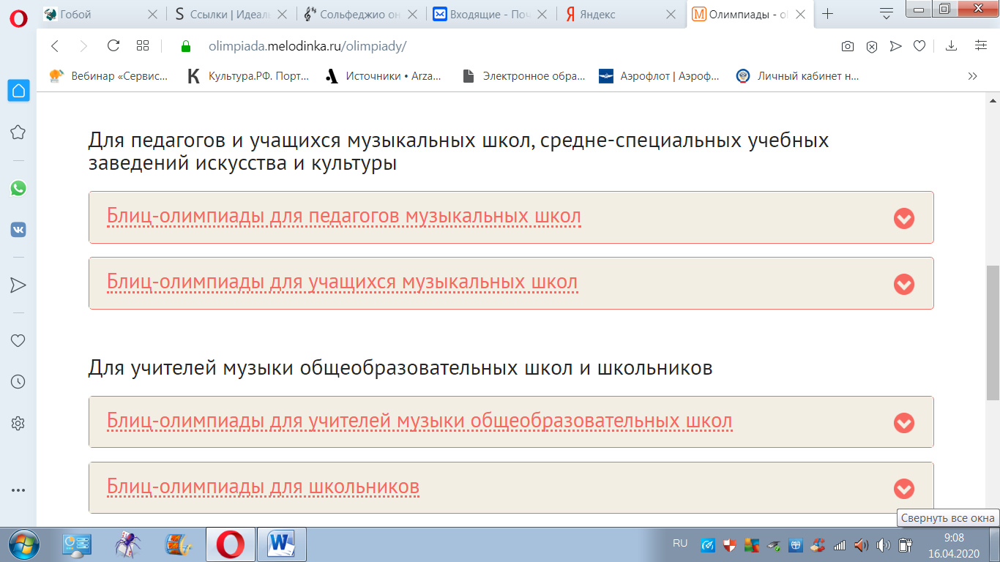 Гобой
Ссылки | Идеаль
Сольфеджио он
Входящие - Поч
Яндекс
Олимпиады - о
olimpiada.melodinka.ru/olimpiady/
Вебинар «Сервис...
Культура.РФ. Порт...
Источники • Arza...
Электронное обра...
Аэрофлот | Аэроф...
Личный кабинет н...
Для педагогов и учащихся музыкальных школ, средне-специальных учебных
заведений искусства и культуры
Блиц-олимпиады для педагогов музыкальных школ
Блиц-олимпиады для учащихся музыкальных школ
Для учителей музыки общеобразовательных школ и школьников
Блиц-олимпиады для учителей музыки общеобразовательных школ
Блиц-олимпиады для школьников
Свернуть все окна
RU
9:08
16.04.2020